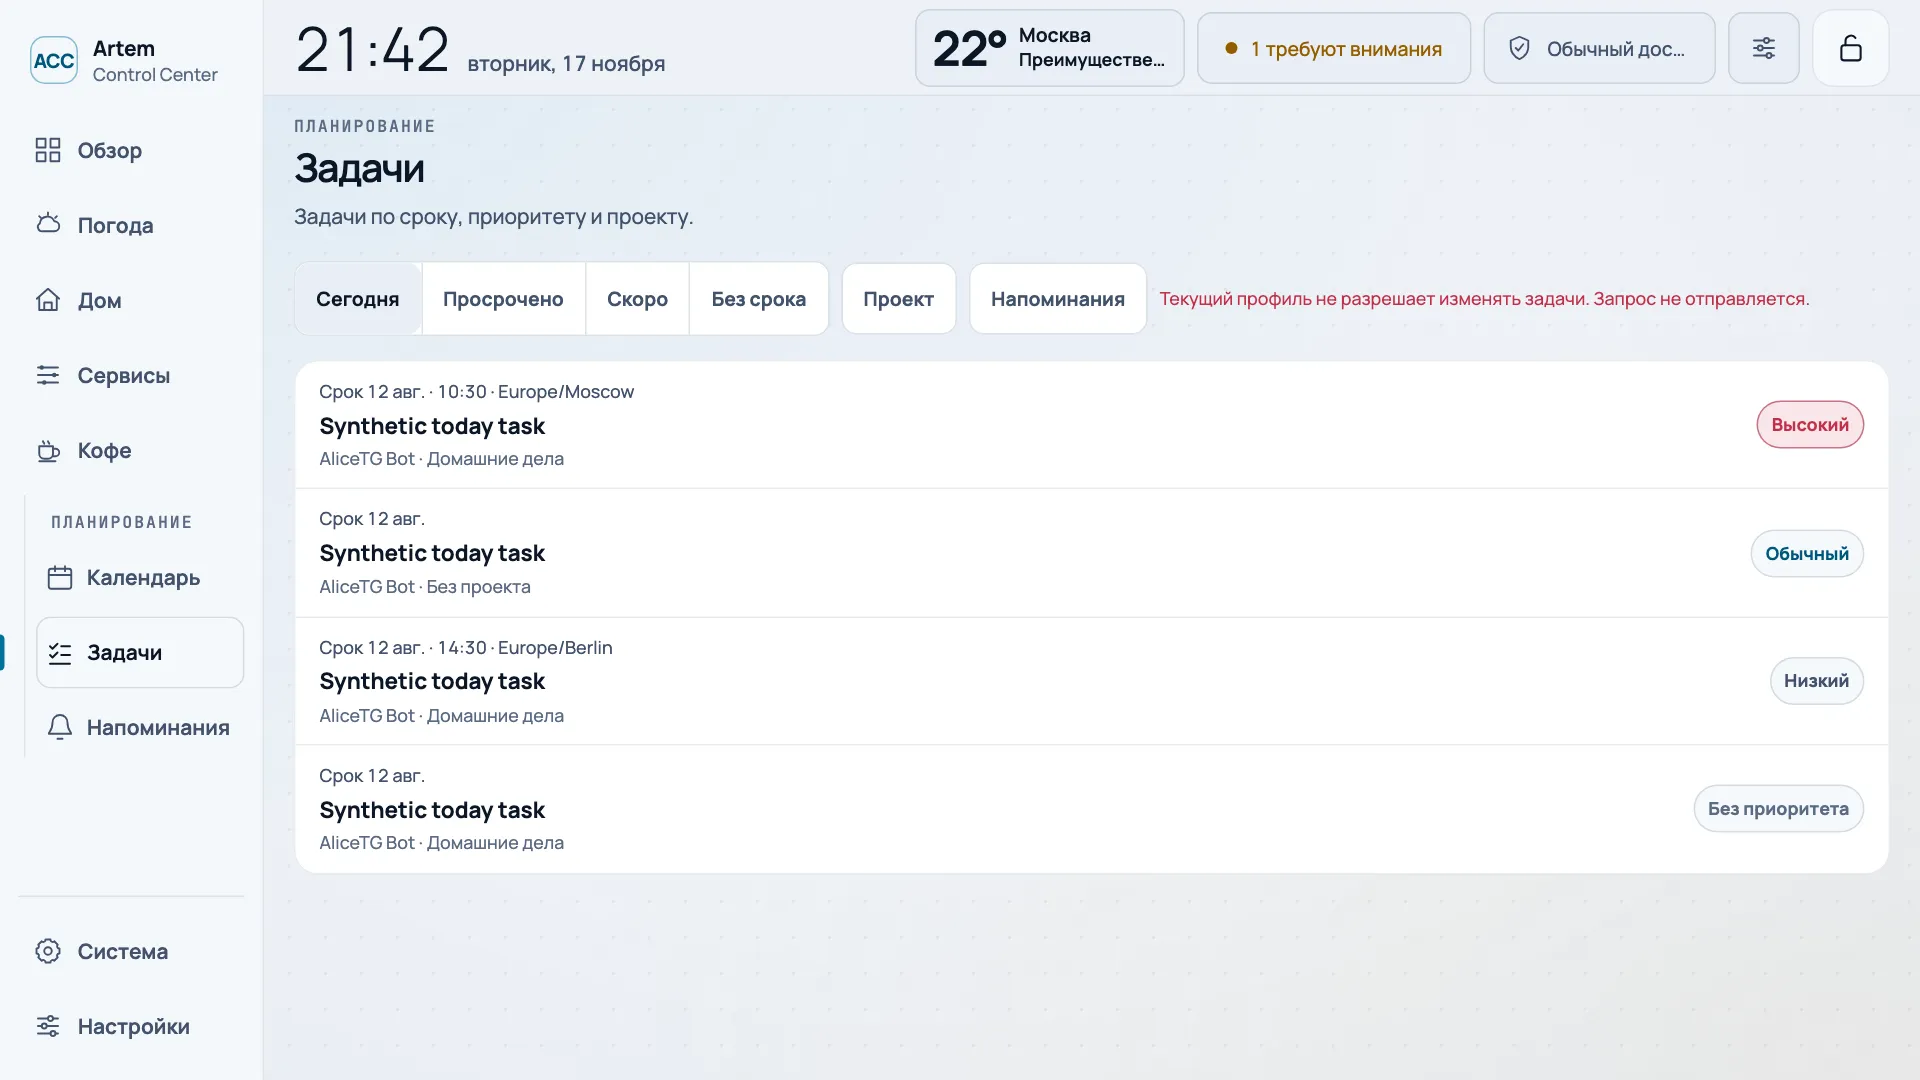 ACC
Artem
Control Center
Обзор
Погода
Дом
Сервисы
Кофе
ПЛАНИРОВАНИЕ
Календарь
Задачи
Напоминания
Система
Настройки
21:42
вторник, 17 ноября
22°
Москва
Преимуществе...
1 требуют внимания
Обычный дос...
ПЛАНИРОВАНИЕ
Задачи
Задачи по сроку, приоритету и проекту.
Сегодня
Просрочено
Скоро
Без срока
Проект
Напоминания
Текущий профиль не разрешает изменять задачи. Запрос не отправляется.
Срок 12 авг. · 10:30 · Europe/Moscow
Synthetic today task
AliceTG Bot · Домашние дела
Высокий
Срок 12 авг.
Synthetic today task
AliceTG Bot · Без проекта
Обычный
Срок 12 авг. · 14:30 · Europe/Berlin
Synthetic today task
AliceTG Bot · Домашние дела
Низкий
Срок 12 авг.
Synthetic today task
AliceTG Bot · Домашние дела
Без приоритета